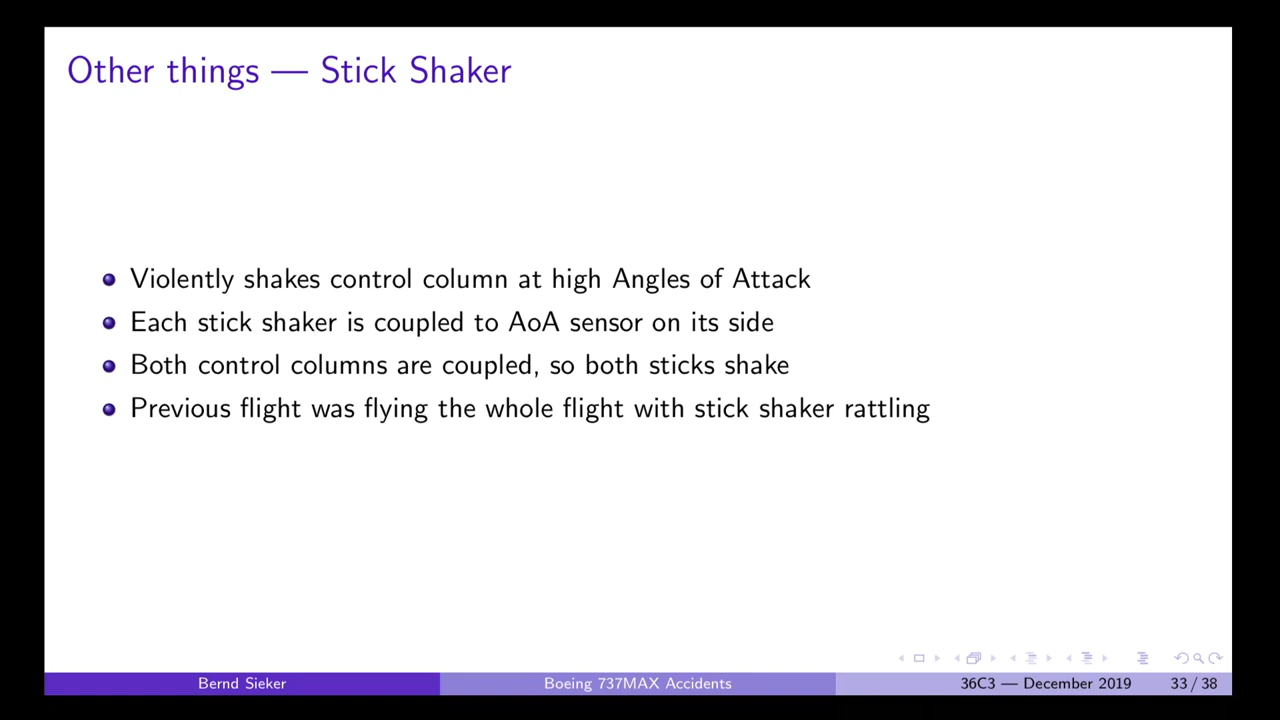 Other things — Stick Shaker
Violently shakes control column at high Angles of Attack
Each stick shaker is coupled to AoA sensor on its side
Both control columns are coupled, so both sticks shake
Previous flight was flying the whole flight with stick shaker rattling
Bernd Sieker
Boeing 737MAX Accidents
36C3 — December 2019
33 / 38